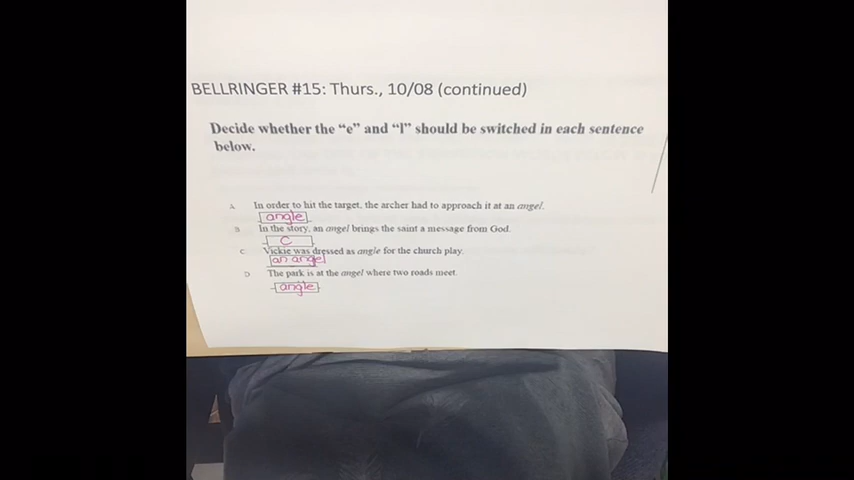 BELLRINGER #15: Thurs., 10/08 (continued)
Decide whether the “e” and “l” should be switched in each sentence
below.
A In order to hit the target, the archer had to approach it at an angel.
angle
B In the story, an angel brings the saint a message from God.
C
C Vickie was dressed as angle for the church play.
an angel
D The park is at the angel where two roads meet.
angle